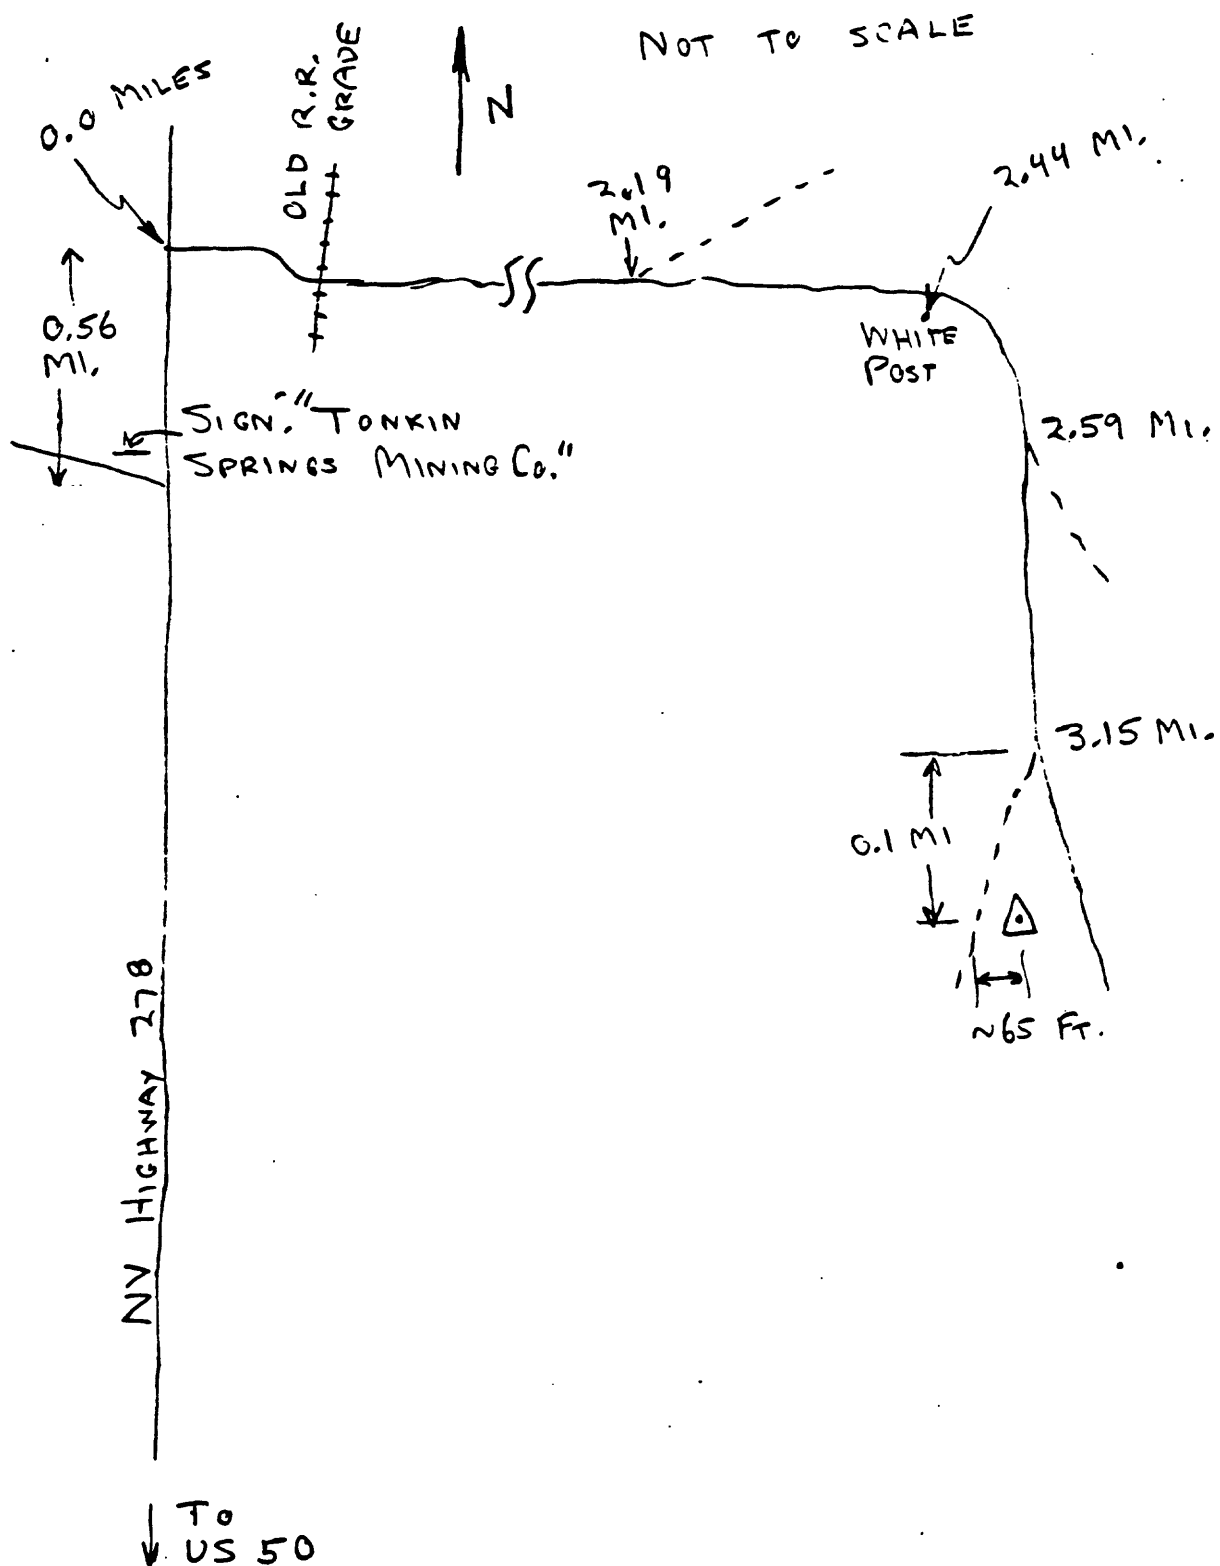 NOT TO SCALE
0.0 MILES
OLD R.R.
GRADE
N
2.19
MI.
2.44 MI.
0.56
MI.
WHITE
POST
SIGN: "TONKIN
SPRINGS MINING Co."
2.59 MI.
3.15 MI.
0.1 MI
~65 FT.
NV HIGHWAY 278
To
US 50